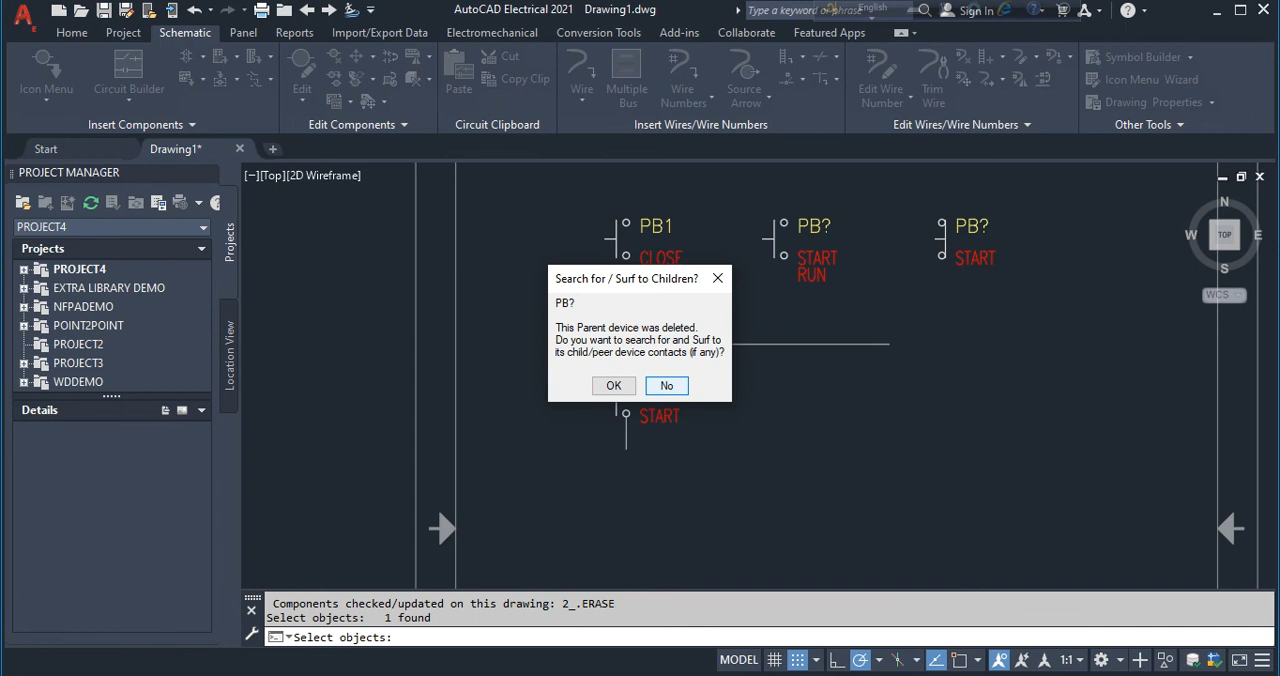 AutoCAD Electrical 2021 Drawing1.dwg
Type a keyword or phrase
English
Sign In
Home Project Schematic Panel Reports Import/Export Data Electromechanical Conversion Tools Add-ins Collaborate Featured Apps
Icon Menu
Circuit Builder
Edit
Paste
Cut
Copy Clip
Wire
Multiple Bus
Wire Numbers
Source Arrow
Edit Wire Number
Trim Wire
Symbol Builder
Icon Menu Wizard
Drawing Properties
Insert Components Edit Components Circuit Clipboard Insert Wires/Wire Numbers Edit Wires/Wire Numbers Other Tools
Start Drawing1*
PROJECT MANAGER
PROJECT4
Projects
PROJECT4
EXTRA LIBRARY DEMO
NFPADEMO
POINT2POINT
PROJECT2
PROJECT3
WDDEMO
Details
Projects
Location View
[−][Top][2D Wireframe]
PB1
CLOSE
PB?
START
RUN
PB?
START
START
N
W TOP E
S
WCS
Search for / Surf to Children?
PB?
This Parent device was deleted.
Do you want to search for and Surf to
its child/peer device contacts (if any)?
OK No
Components checked/updated on this drawing: 2_.ERASE
Select objects: 1 found
Select objects:
MODEL 1:1